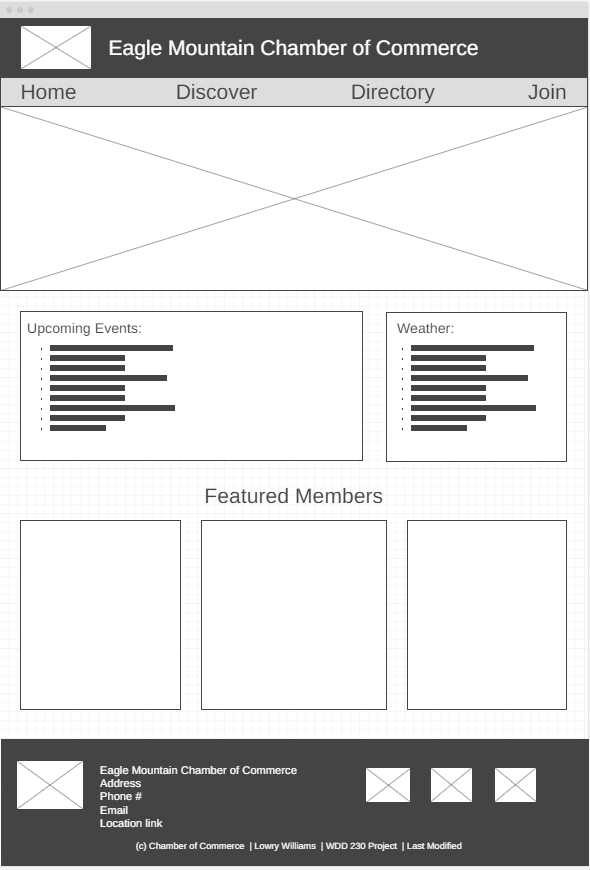 Eagle Mountain Chamber of Commerce
Home Discover Directory Join
Upcoming Events:
Weather:
Featured Members
Eagle Mountain Chamber of Commerce
Address
Phone #
Email
Location link
(c) Chamber of Commerce | Lowry Williams | WDD 230 Project | Last Modified